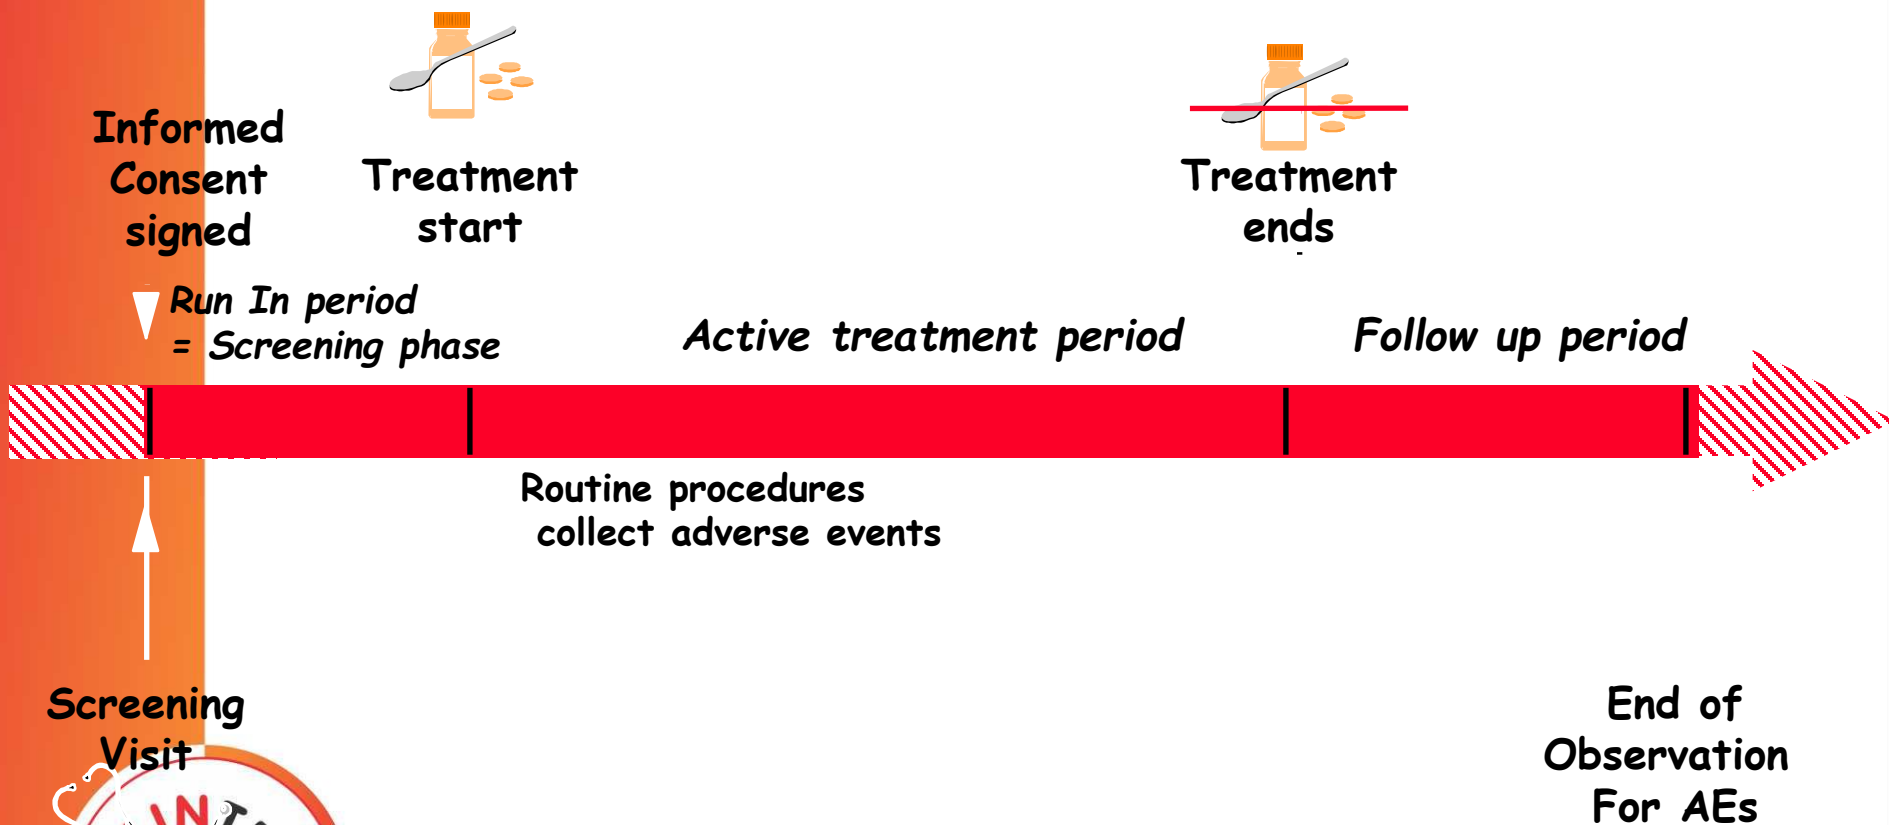 Informed
Consent
signed
Treatment
start
Treatment
ends
Run In period
= Screening phase
Active treatment period
Follow up period
Routine procedures
collect adverse events
Screening
Visit
End of
Observation
For AEs